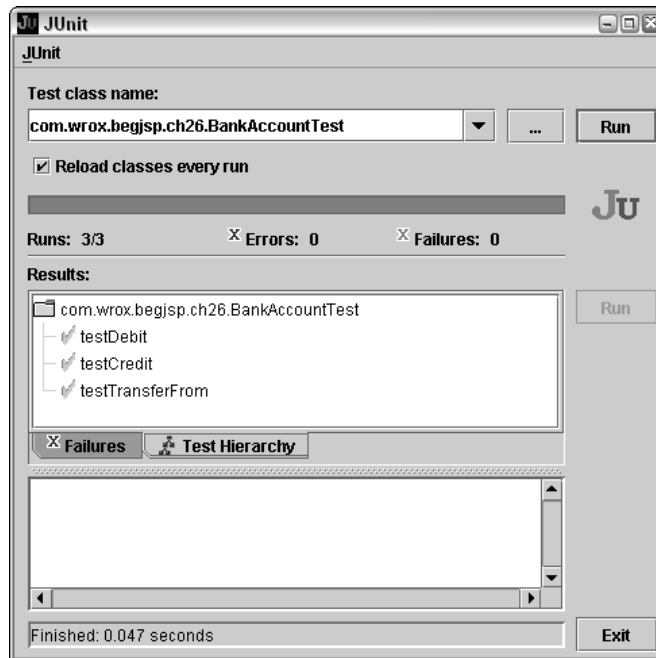 JU JUnit
JUnit
Test class name:
com.wrox.begjsp.ch26.BankAccountTest ... Run
Reload classes every run
JU
Runs: 3/3 X Errors: 0 X Failures: 0
Results:
com.wrox.begjsp.ch26.BankAccountTest Run
testDebit
testCredit
testTransferFrom
X Failures Test Hierarchy
Finished: 0.047 seconds Exit